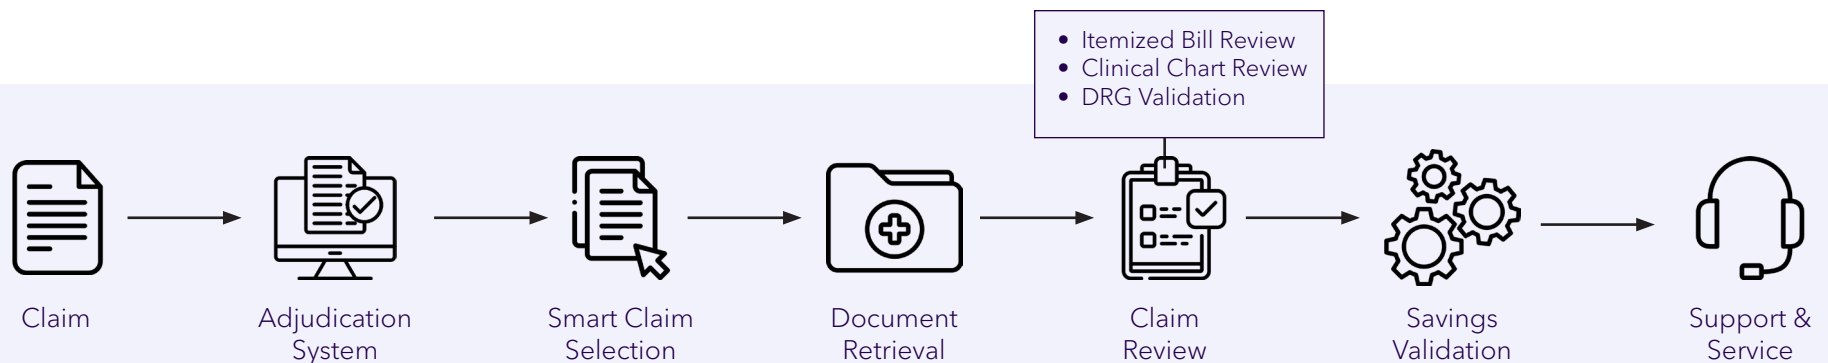 • Itemized Bill Review
• Clinical Chart Review
• DRG Validation
Claim
Adjudication
System
Smart Claim
Selection
Document
Retrieval
Claim
Review
Savings
Validation
Support &
Service